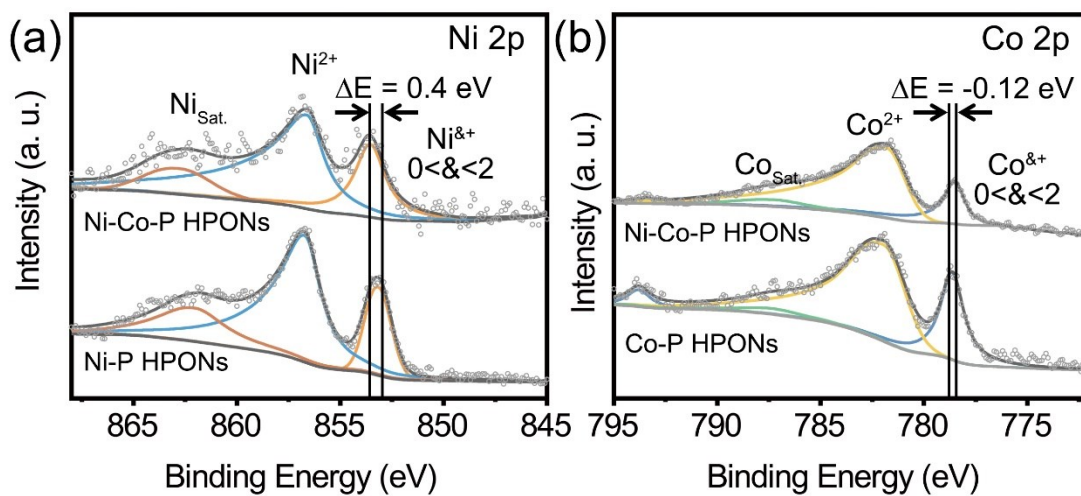 (a)
Ni 2p
Ni²⁺
ΔE = 0.4 eV
Ni_Sat.
Ni^&+
0<&<2
Ni-Co-P HPONs
Ni-P HPONs
Intensity (a. u.)
865 860 855 850 845
Binding Energy (eV)
(b)
Co 2p
ΔE = -0.12 eV
Co²⁺
Co_Sat.
Co^&+
0<&<2
Ni-Co-P HPONs
Co-P HPONs
Intensity (a. u.)
795 790 785 780 775
Binding Energy (eV)